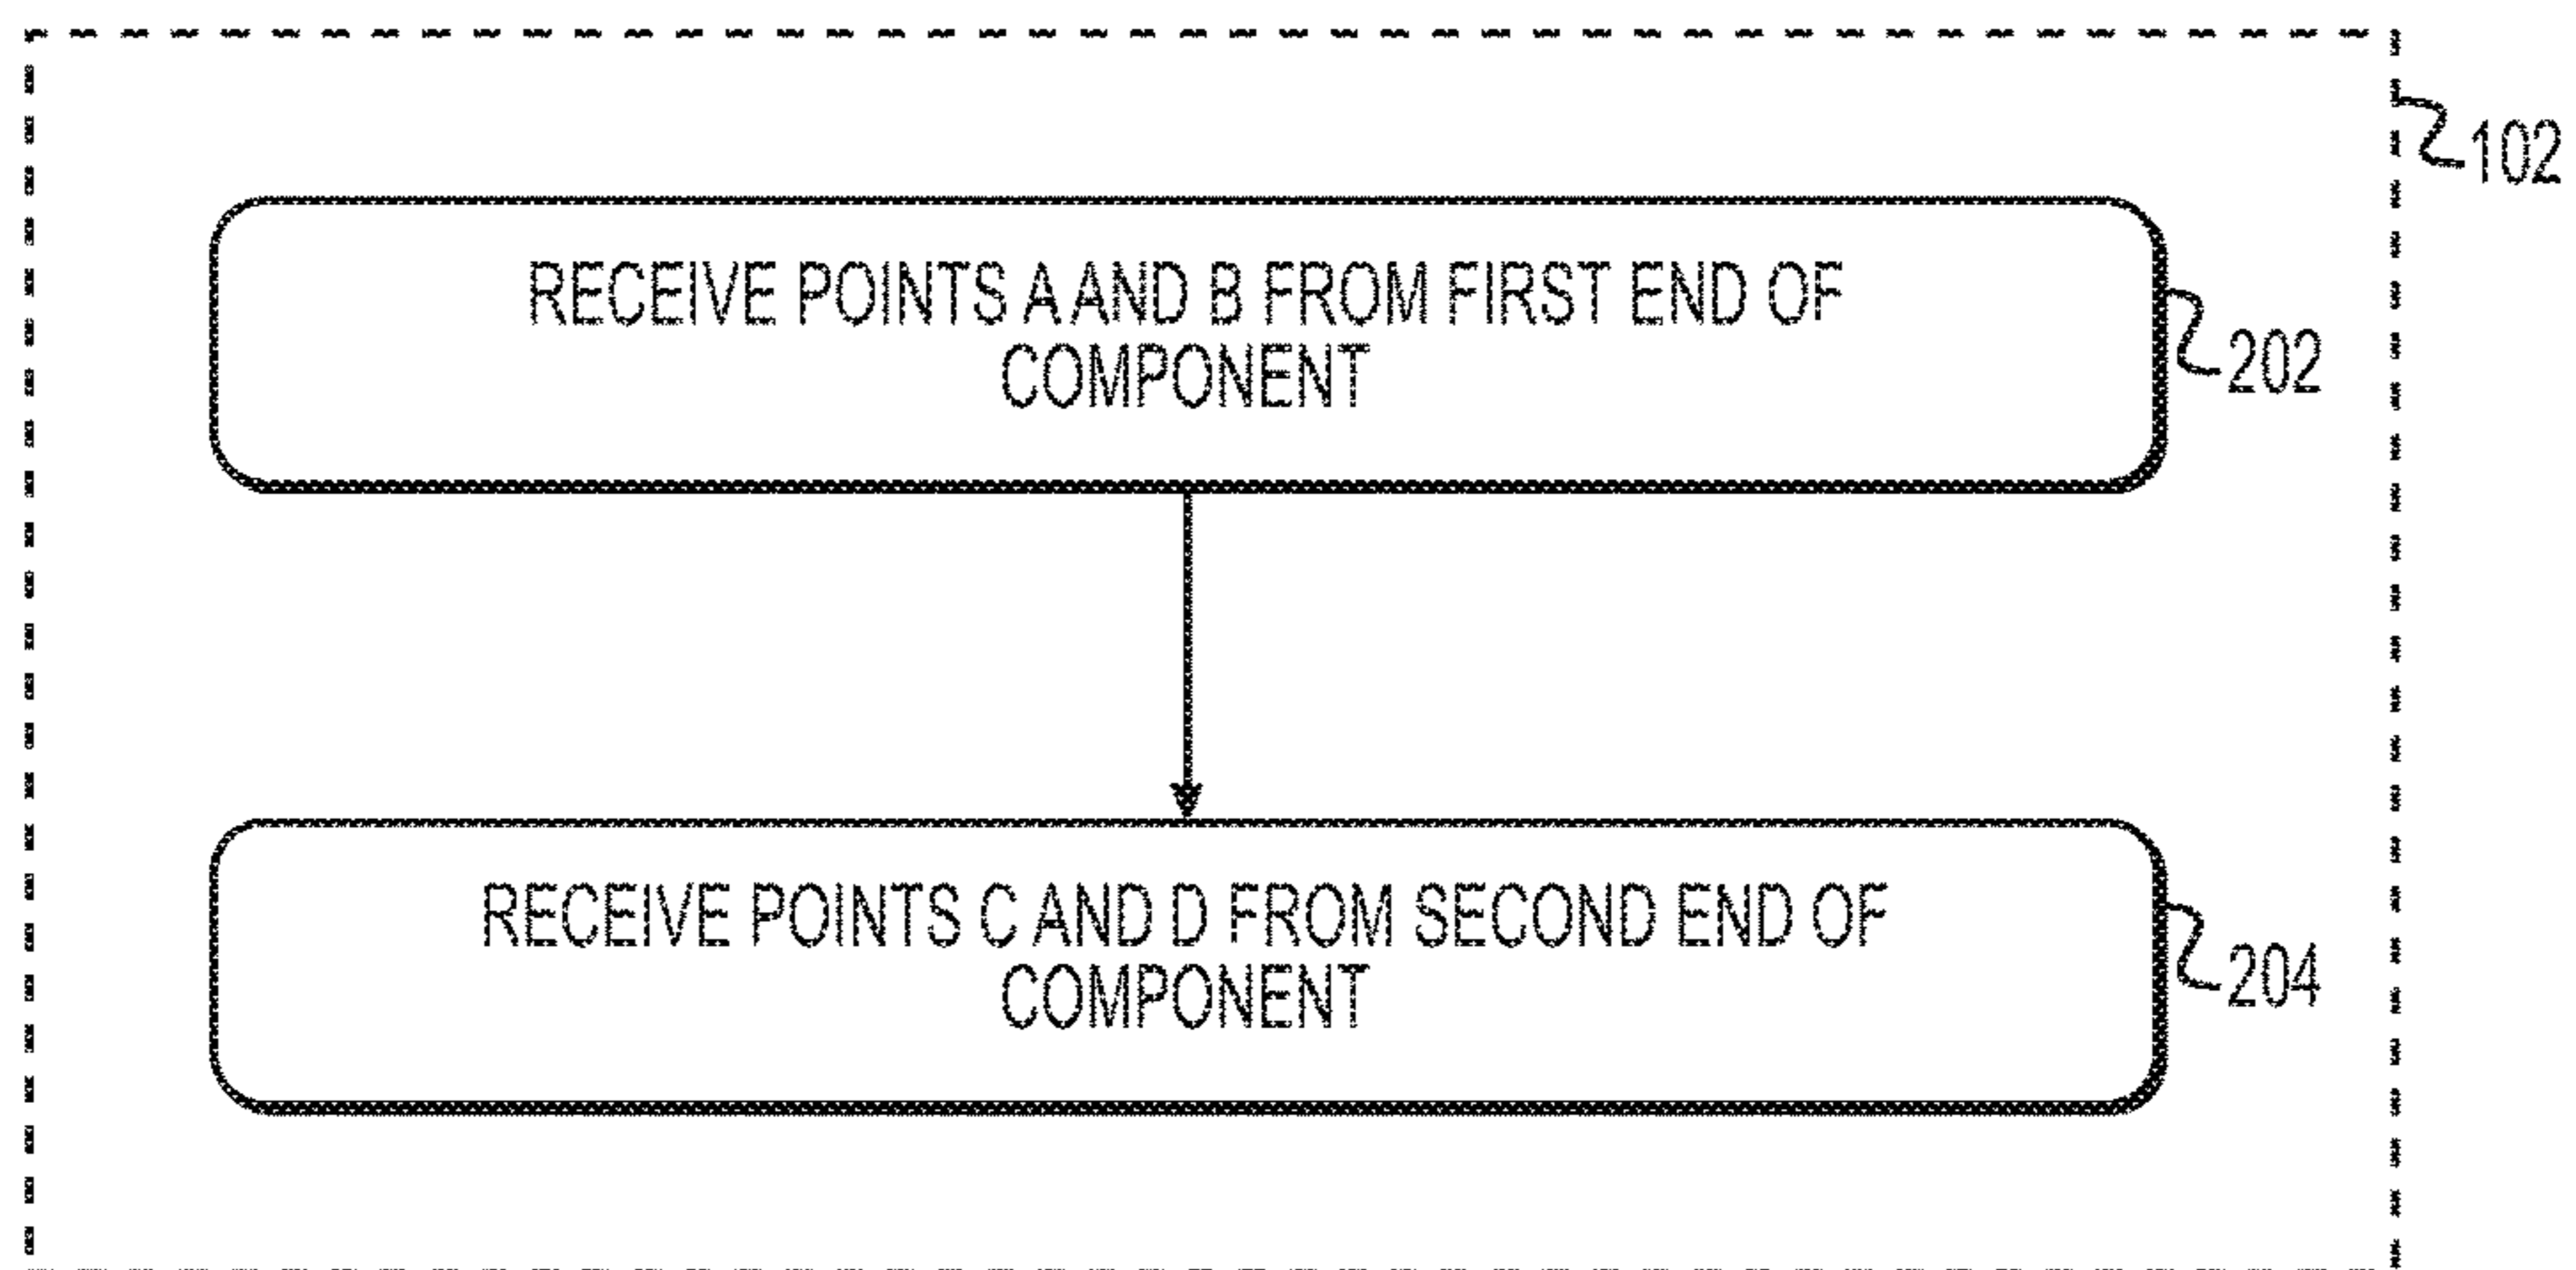 102
RECEIVE POINTS A AND B FROM FIRST END OF
COMPONENT
202
RECEIVE POINTS C AND D FROM SECOND END OF
COMPONENT
204